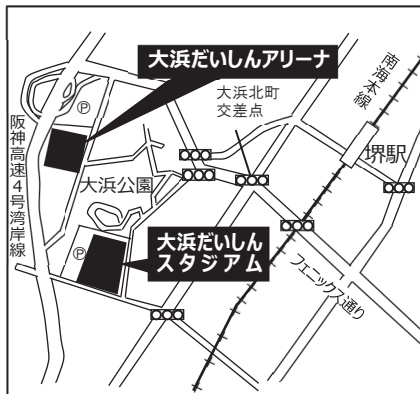 大浜だいしんアリーナ
大浜北町
交差点
南海本線
堺駅
阪神高速4号湾岸線
P
大浜公園
大浜だいしん
スタジアム
P
フェニックス通り